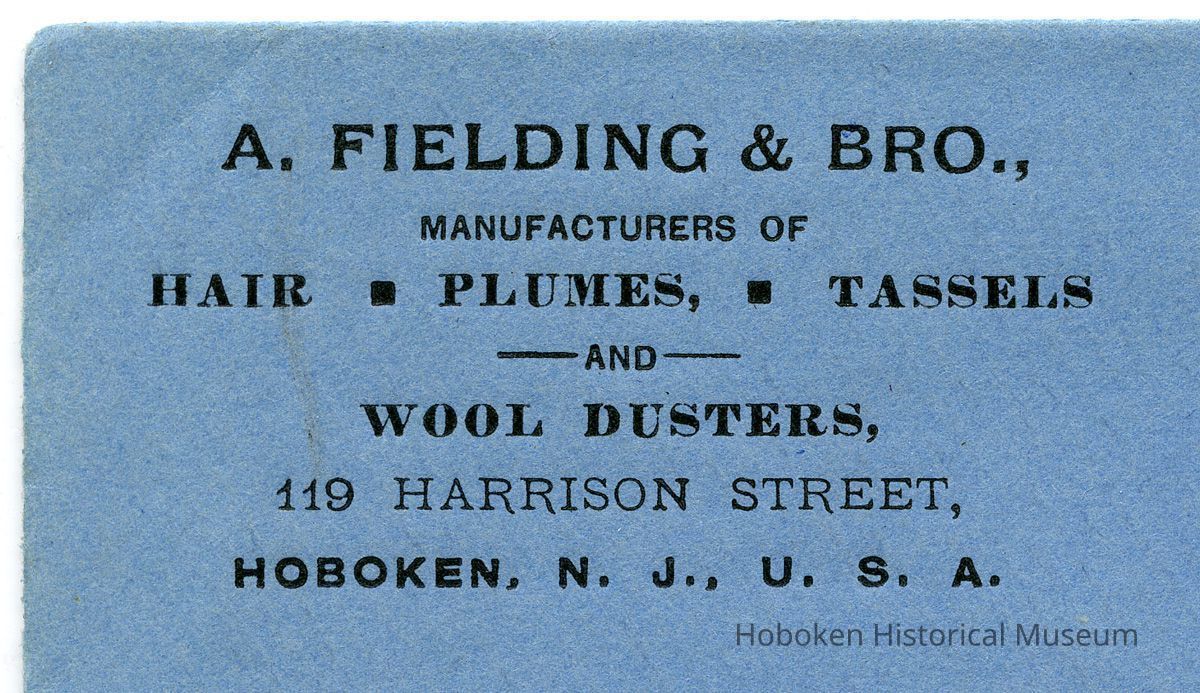 A. FIELDING & BRO.,
MANUFACTURERS OF
HAIR ▪ PLUMES, ▪ TASSELS
—AND—
WOOL DUSTERS,
119 HARRISON STREET,
HOBOKEN, N. J., U. S. A.
Hoboken Historical Museum